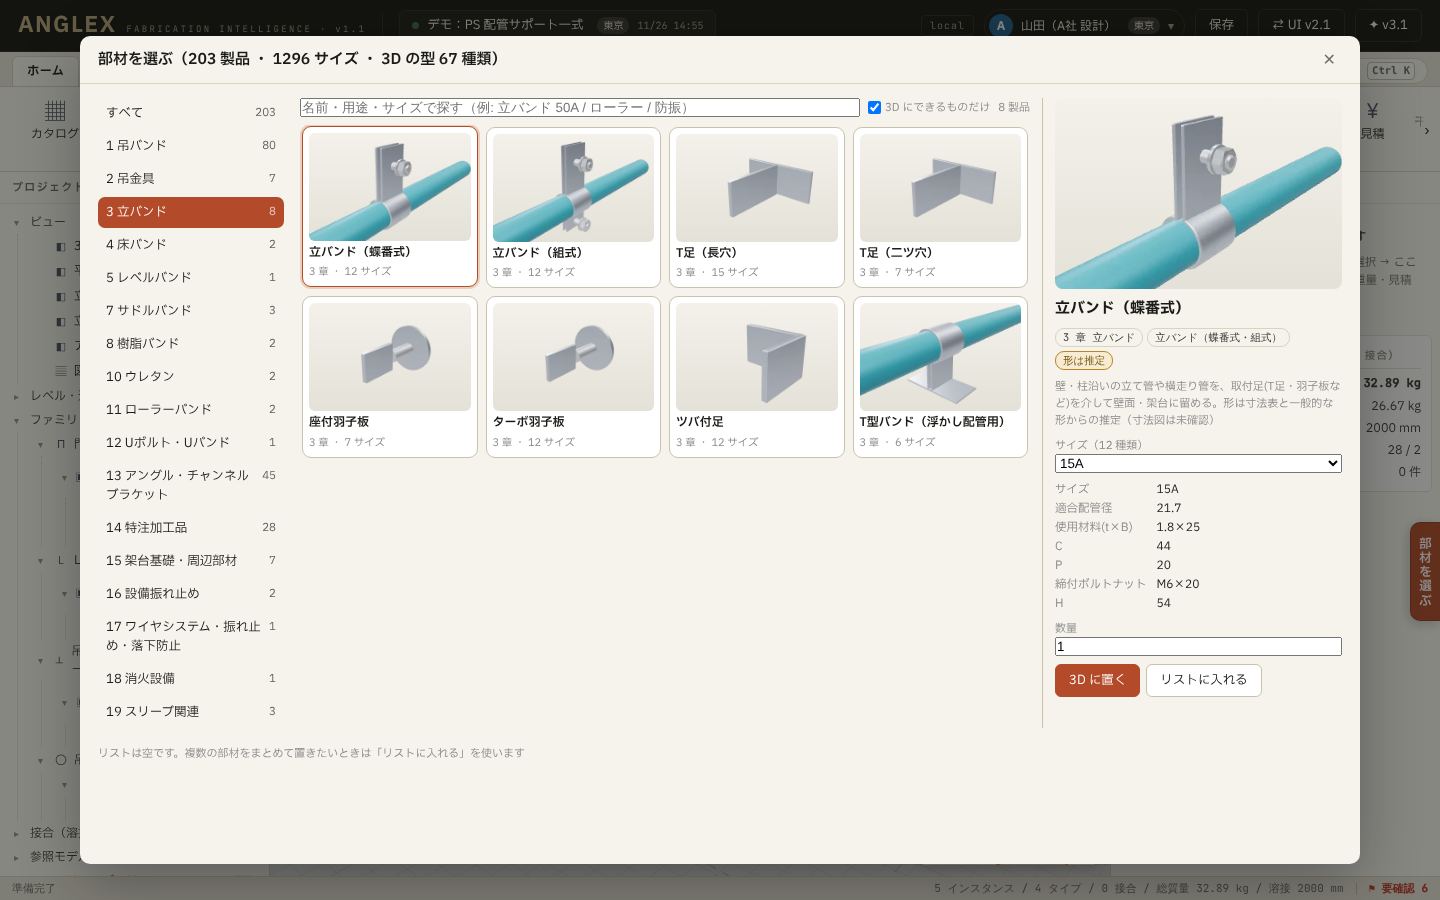 ANGLEX FABRICATION INTELLIGENCE · v1.1
デモ：PS 配管サポート一式 東京 11/26 14:55
local
A 山田（A社 設計） 東京 ▾
保存
⇄ UI v2.1
✦ v3.1
ホーム
Ctrl K
カタログ
¥
見積
プロジェクト
ビュー
レベル・
ファミリ
接合（溶
参照モデ
選択 → ここ
重量・見積
接合）
32.89 kg
26.67 kg
2000 mm
28 / 2
0 件
部材を選ぶ
部材を選ぶ（203 製品 ・ 1296 サイズ ・ 3D の型 67 種類）
×
すべて 203
1 吊バンド 80
2 吊金具 7
3 立バンド 8
4 床バンド 2
5 レベルバンド 1
7 サドルバンド 3
8 樹脂バンド 2
10 ウレタン 2
11 ローラーバンド 2
12 Uボルト・Uバンド 1
13 アングル・チャンネル 45
ブラケット
14 特注加工品 28
15 架台基礎・周辺部材 7
16 設備振れ止め 2
17 ワイヤシステム・振れ止 1
め・落下防止
18 消火設備 1
19 スリーブ関連 3
名前・用途・サイズで探す（例: 立バンド 50A / ローラー / 防振）
3D にできるものだけ 8 製品
立バンド（蝶番式）
3 章 ・ 12 サイズ
立バンド（組式）
3 章 ・ 12 サイズ
T足（長穴）
3 章 ・ 15 サイズ
T足（二ツ穴）
3 章 ・ 7 サイズ
座付羽子板
3 章 ・ 7 サイズ
ターボ羽子板
3 章 ・ 12 サイズ
ツバ付足
3 章 ・ 12 サイズ
T型バンド（浮かし配管用）
3 章 ・ 6 サイズ
立バンド（蝶番式）
3 章 立バンド
立バンド（蝶番式・組式）
形は推定
壁・柱沿いの立て管や横走り管を、取付足(T足・羽子板な
ど)を介して壁面・架台に留める。形は寸法表と一般的な
形からの推定（寸法図は未確認）
サイズ（12 種類）
15A
サイズ 15A
適合配管径 21.7
使用材料(t×B) 1.8×25
C 44
P 20
締付ボルトナット M6×20
H 54
数量
1
3D に置く
リストに入れる
リストは空です。複数の部材をまとめて置きたいときは「リストに入れる」を使います
準備完了
5 インスタンス / 4 タイプ / 0 接合 / 総質量 32.89 kg / 溶接 2000 mm
⚑ 要確認 6